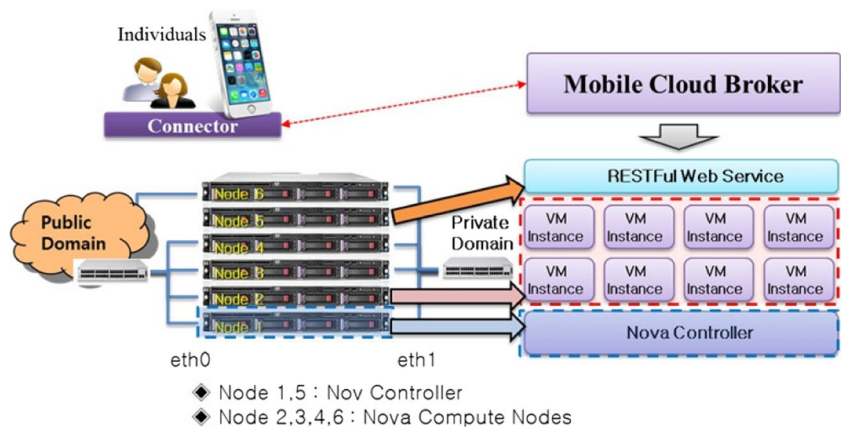 Individuals
Connector
Mobile Cloud Broker
RESTFul Web Service
Public
Domain
Node 6
Node 5
Node 4
Node 3
Node 2
Node 1
Private
Domain
VM
Instance
VM
Instance
VM
Instance
VM
Instance
VM
Instance
VM
Instance
VM
Instance
VM
Instance
Nova Controller
eth0
eth1
◆ Node 1,5 : Nov Controller
◆ Node 2,3,4,6 : Nova Compute Nodes